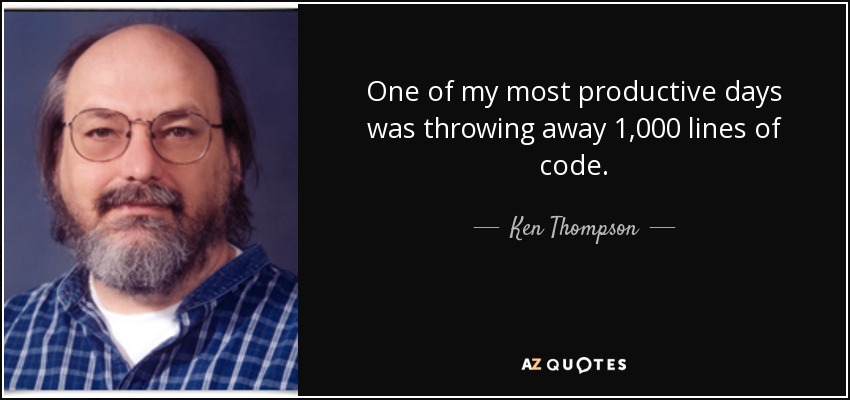 One of my most productive days
was throwing away 1,000 lines of
code.
Ken Thompson
AZ QUOTES